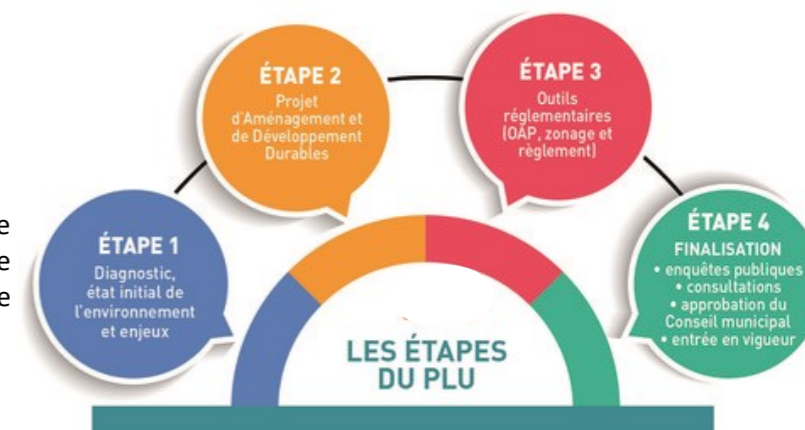 e
e
e
ÉTAPE 1
Diagnostic,
état initial de
l'environnement
et enjeux
ÉTAPE 2
Projet
d'Aménagement et
de Développement
Durables
ÉTAPE 3
Outils
réglementaires
(OAP, zonage et
règlement)
ÉTAPE 4
FINALISATION
• enquêtes publiques
• consultations
• approbation du
Conseil municipal
• entrée en vigueur
LES ÉTAPES
DU PLU